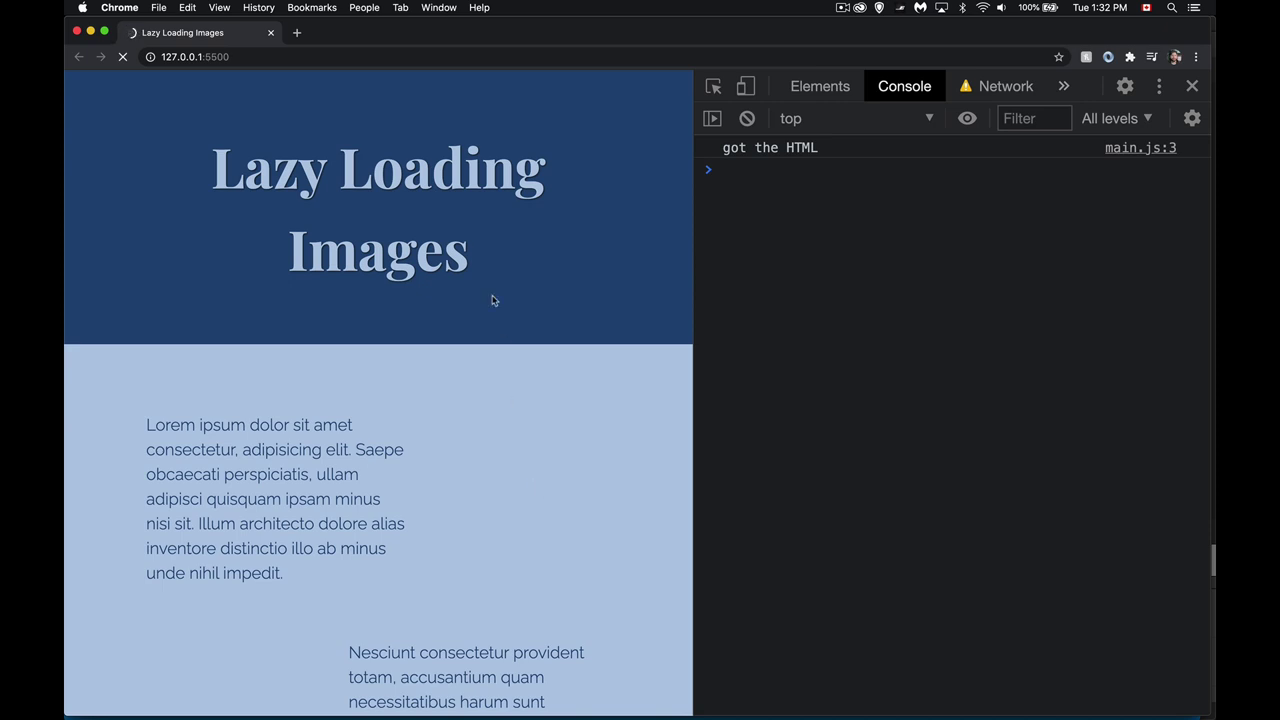 Chrome File Edit View History Bookmarks People Tab Window Help 100% Tue 1:32 PM
Lazy Loading Images
127.0.0.1:5500
Elements Console Network
top Filter All levels
got the HTML main.js:3
Lazy Loading
Images
Lorem ipsum dolor sit amet
consectetur, adipisicing elit. Saepe
obcaecati perspiciatis, ullam
adipisci quisquam ipsam minus
nisi sit. Illum architecto dolore alias
inventore distinctio illo ab minus
unde nihil impedit.
Nesciunt consectetur provident
totam, accusantium quam
necessitatibus harum sunt